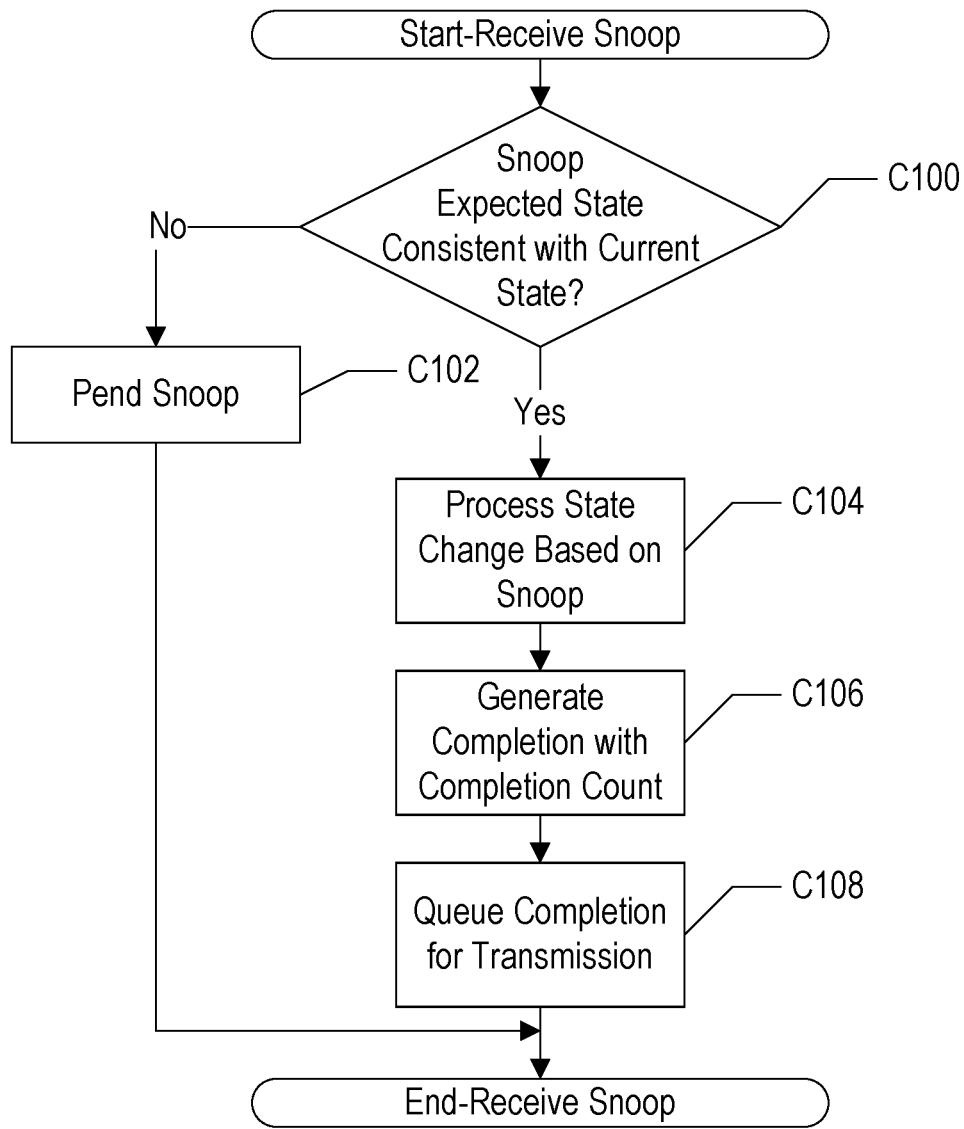 Start-Receive Snoop
Snoop
Expected State
Consistent with Current
State?
C100
No
Pend Snoop
C102
Yes
Process State
Change Based on
Snoop
C104
Generate
Completion with
Completion Count
C106
Queue Completion
for Transmission
C108
End-Receive Snoop